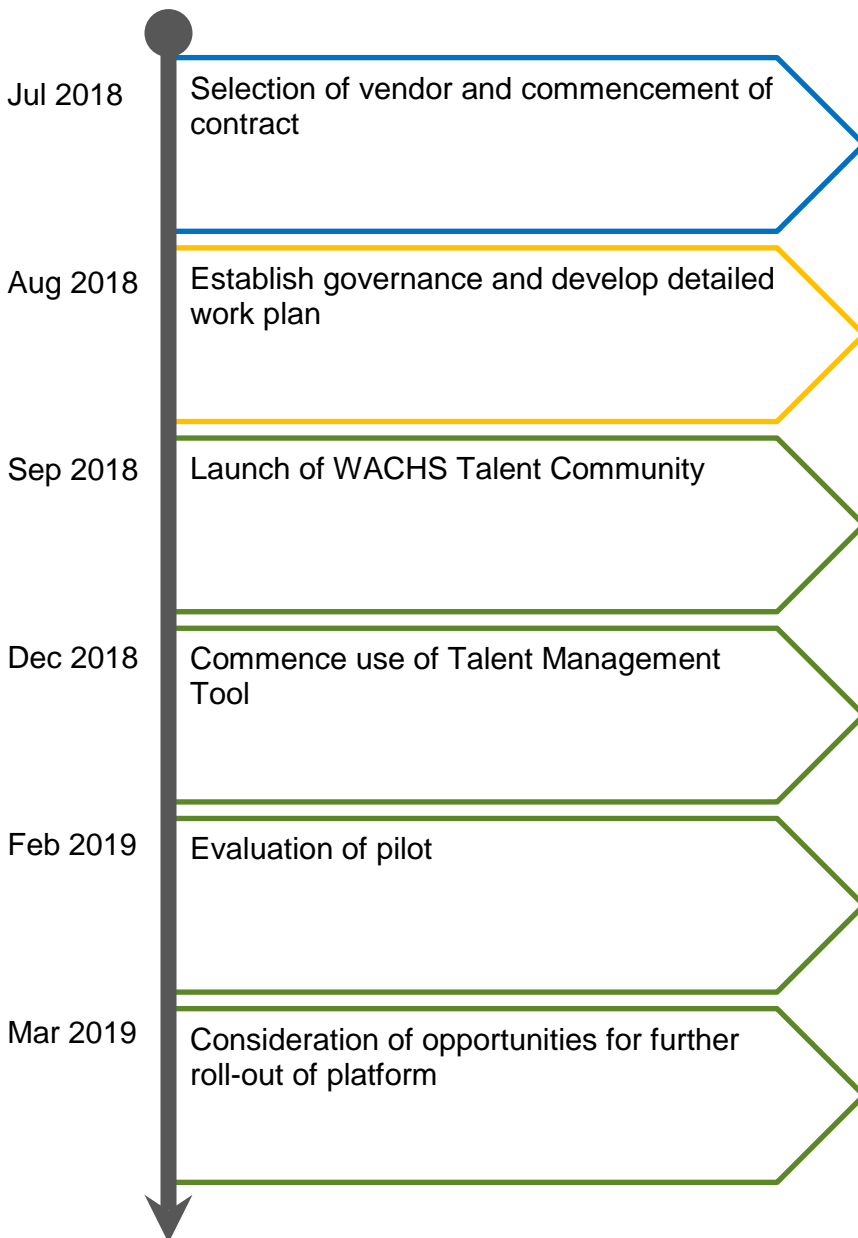 Jul 2018
Selection of vendor and commencement of
contract
Aug 2018
Establish governance and develop detailed
work plan
Sep 2018
Launch of WACHS Talent Community
Dec 2018
Commence use of Talent Management
Tool
Feb 2019
Evaluation of pilot
Mar 2019
Consideration of opportunities for further
roll-out of platform